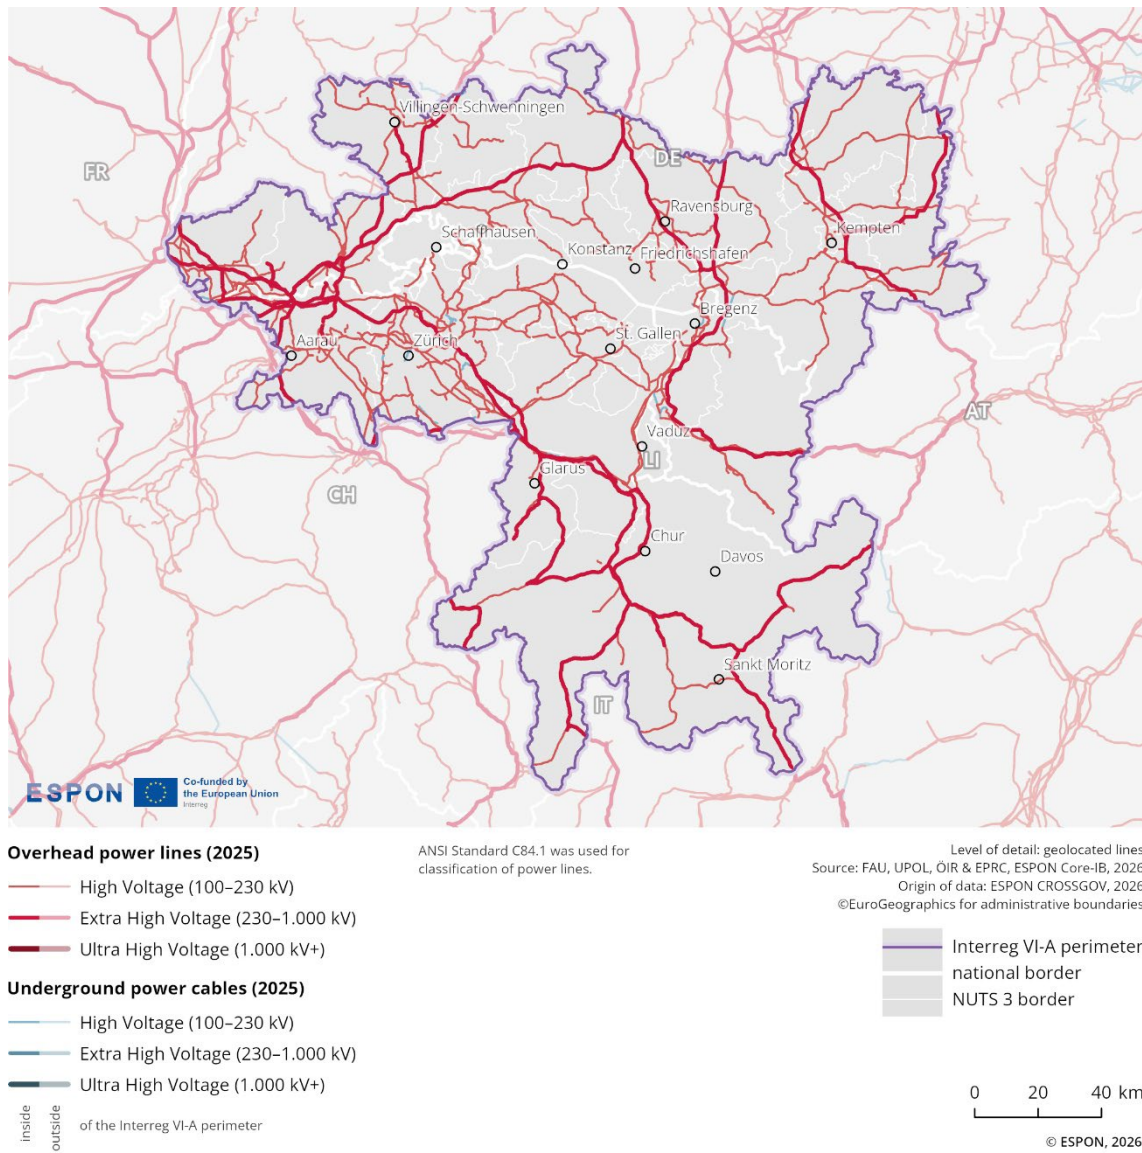 Villingen-Schwenningen
FR
DE
Ravensburg
Schaffhausen
Kempten
Konstanz
Friedrichshafen
Bregenz
Aarau
Zürich
St. Gallen
AT
Vaduz
LI
Glarus
CH
Chur
Davos
Sankt Moritz
IT
ESPON
Co-funded by
the European Union
Interreg
Overhead power lines (2025)
High Voltage (100–230 kV)
Extra High Voltage (230–1.000 kV)
Ultra High Voltage (1.000 kV+)
Underground power cables (2025)
High Voltage (100–230 kV)
Extra High Voltage (230–1.000 kV)
Ultra High Voltage (1.000 kV+)
inside
outside
of the Interreg VI-A perimeter
ANSI Standard C84.1 was used for
classification of power lines.
Level of detail: geolocated lines
Source: FAU, UPOL, ÖIR & EPRC, ESPON Core-IB, 2026
Origin of data: ESPON CROSSGOV, 2026
©EuroGeographics for administrative boundaries
Interreg VI-A perimeter
national border
NUTS 3 border
0 20 40 km
© ESPON, 2026